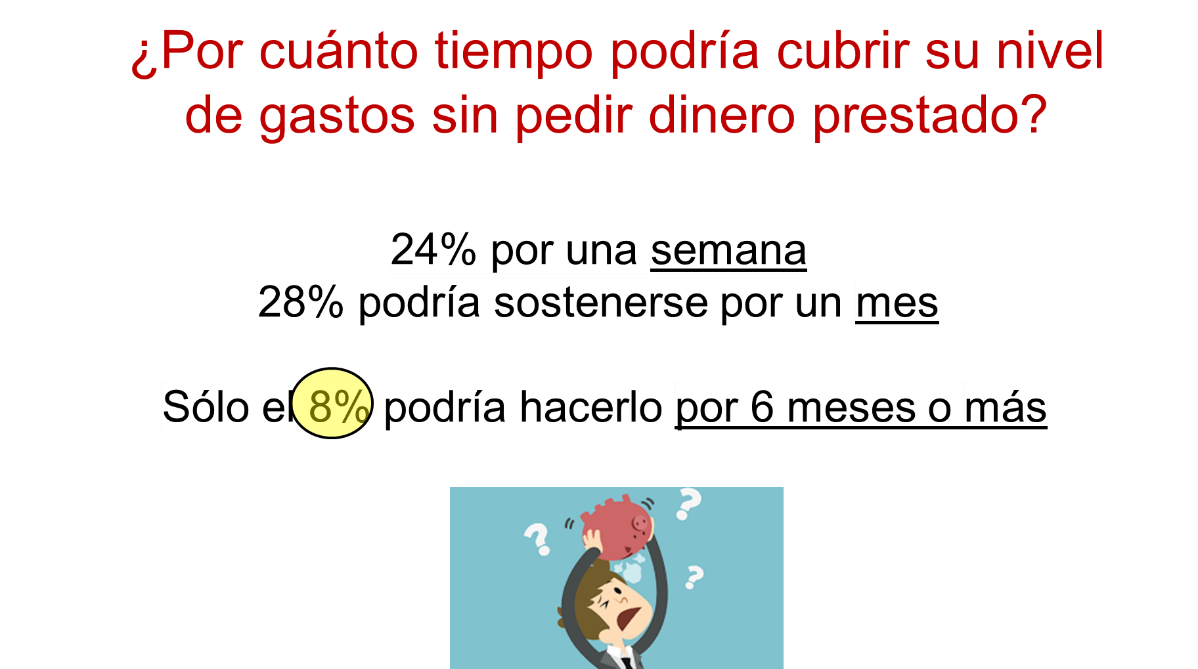 ¿Por cuánto tiempo podría cubrir su nivel
de gastos sin pedir dinero prestado?
24% por una semana
28% podría sostenerse por un mes
Sólo el 8% podría hacerlo por 6 meses o más
? ? ?